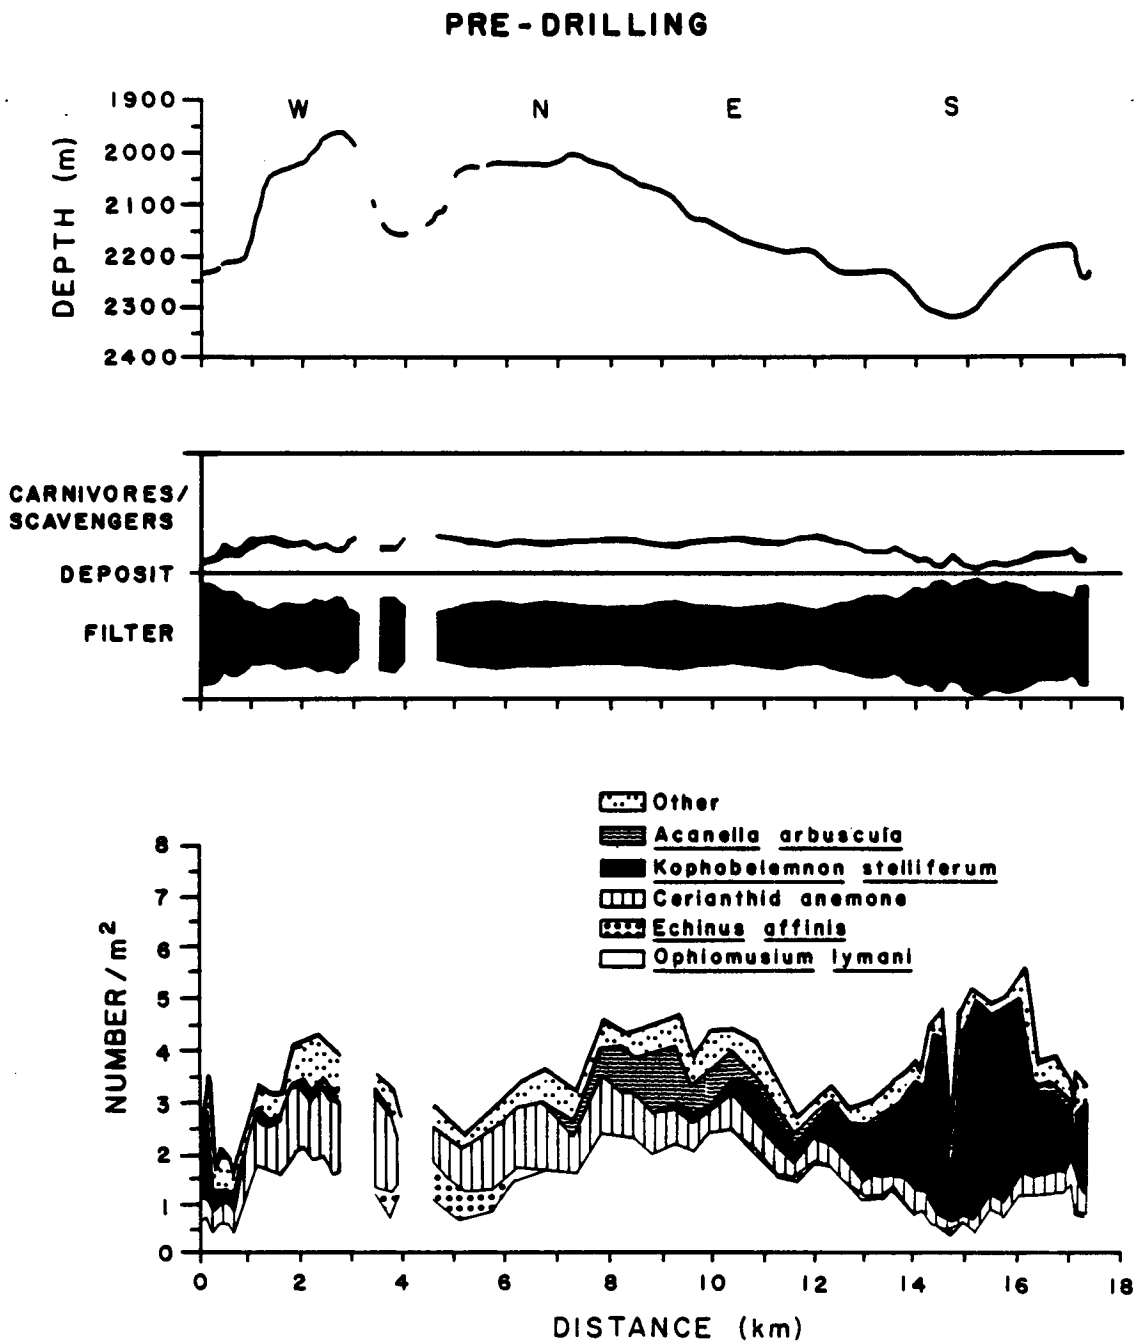 PRE-DRILLING
W N E S
1900
2000
2100
2200
2300
2400
DEPTH (m)
CARNIVORES/
SCAVENGERS
DEPOSIT
FILTER
Other
Acanella arbuscula
Kophobelemnon stelliferum
Cerianthid anemone
Echinus affinis
Ophiomusium lymani
8
7
6
5
4
3
2
1
0
NUMBER/m²
0 2 4 6 8 10 12 14 16 18
DISTANCE (km)